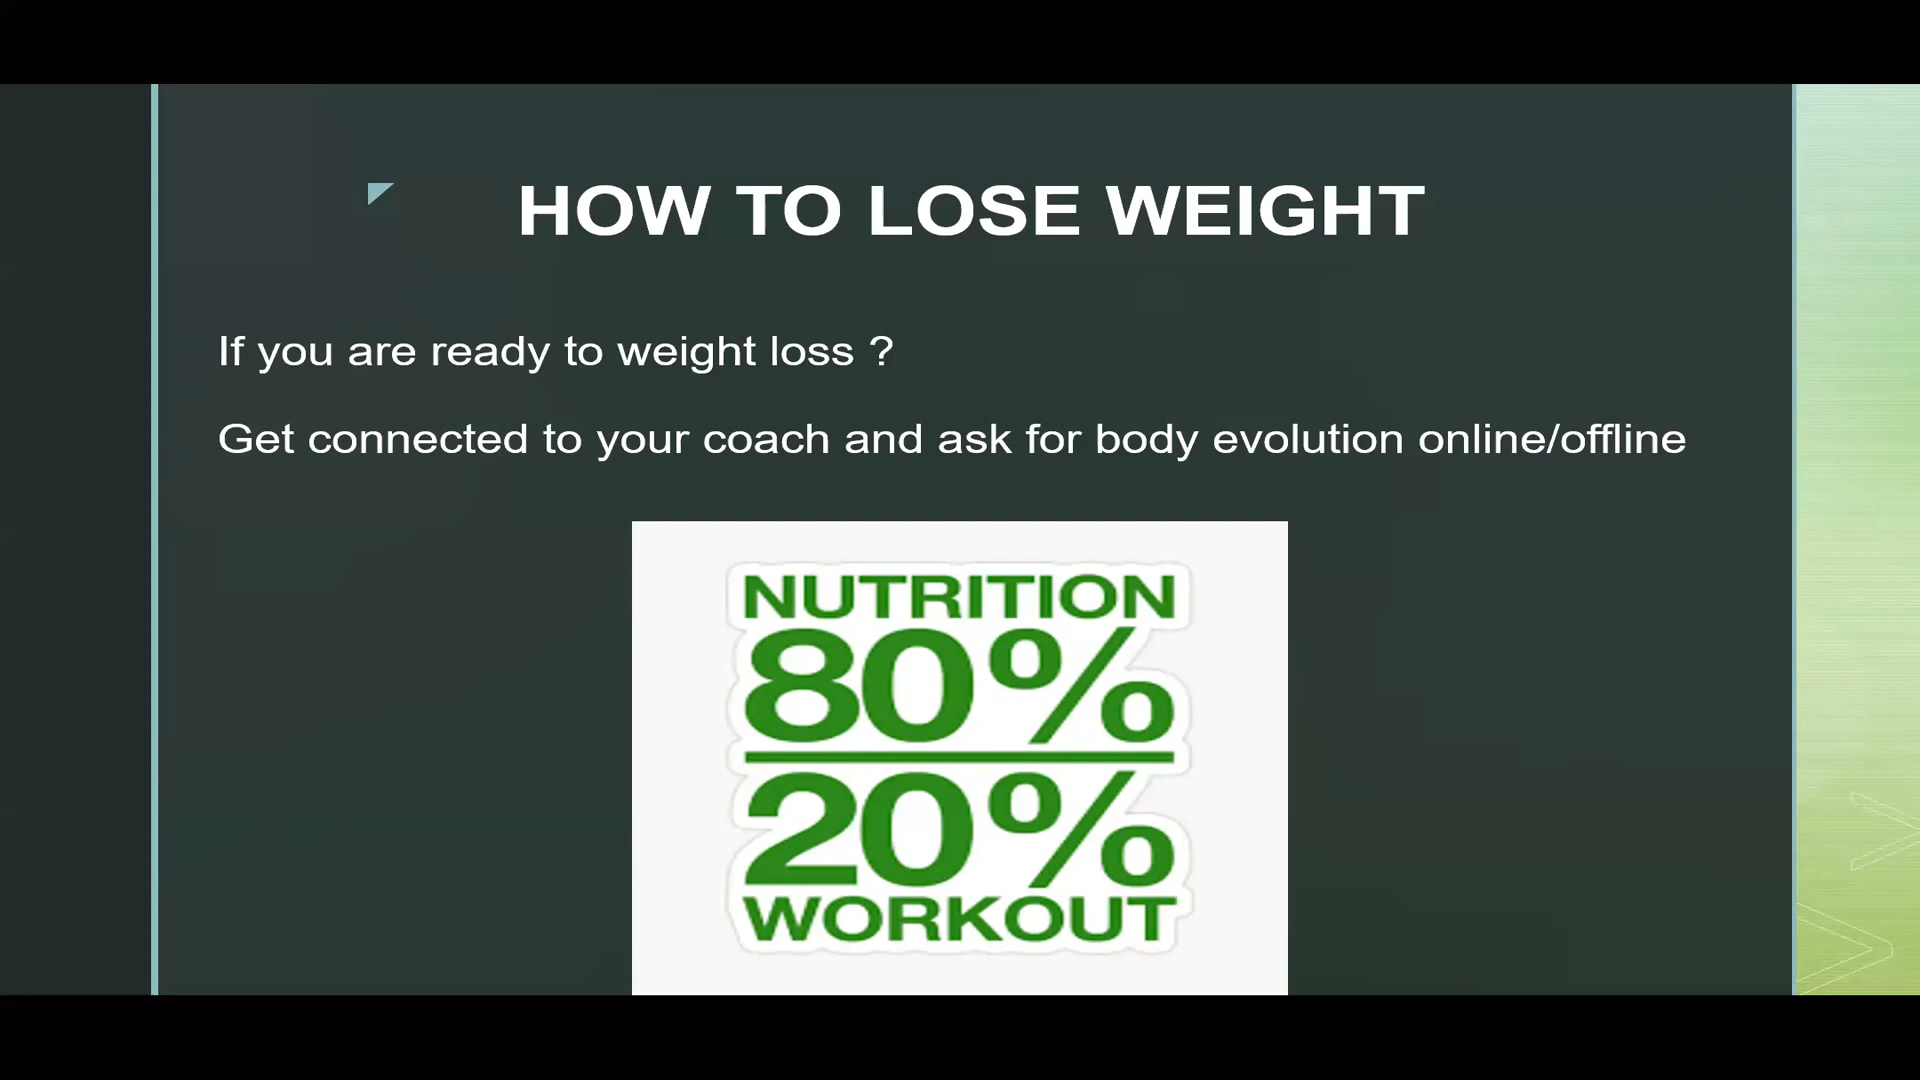 HOW TO LOSE WEIGHT
If you are ready to weight loss ?
Get connected to your coach and ask for body evolution online/offline
NUTRITION
80%
20%
WORKOUT